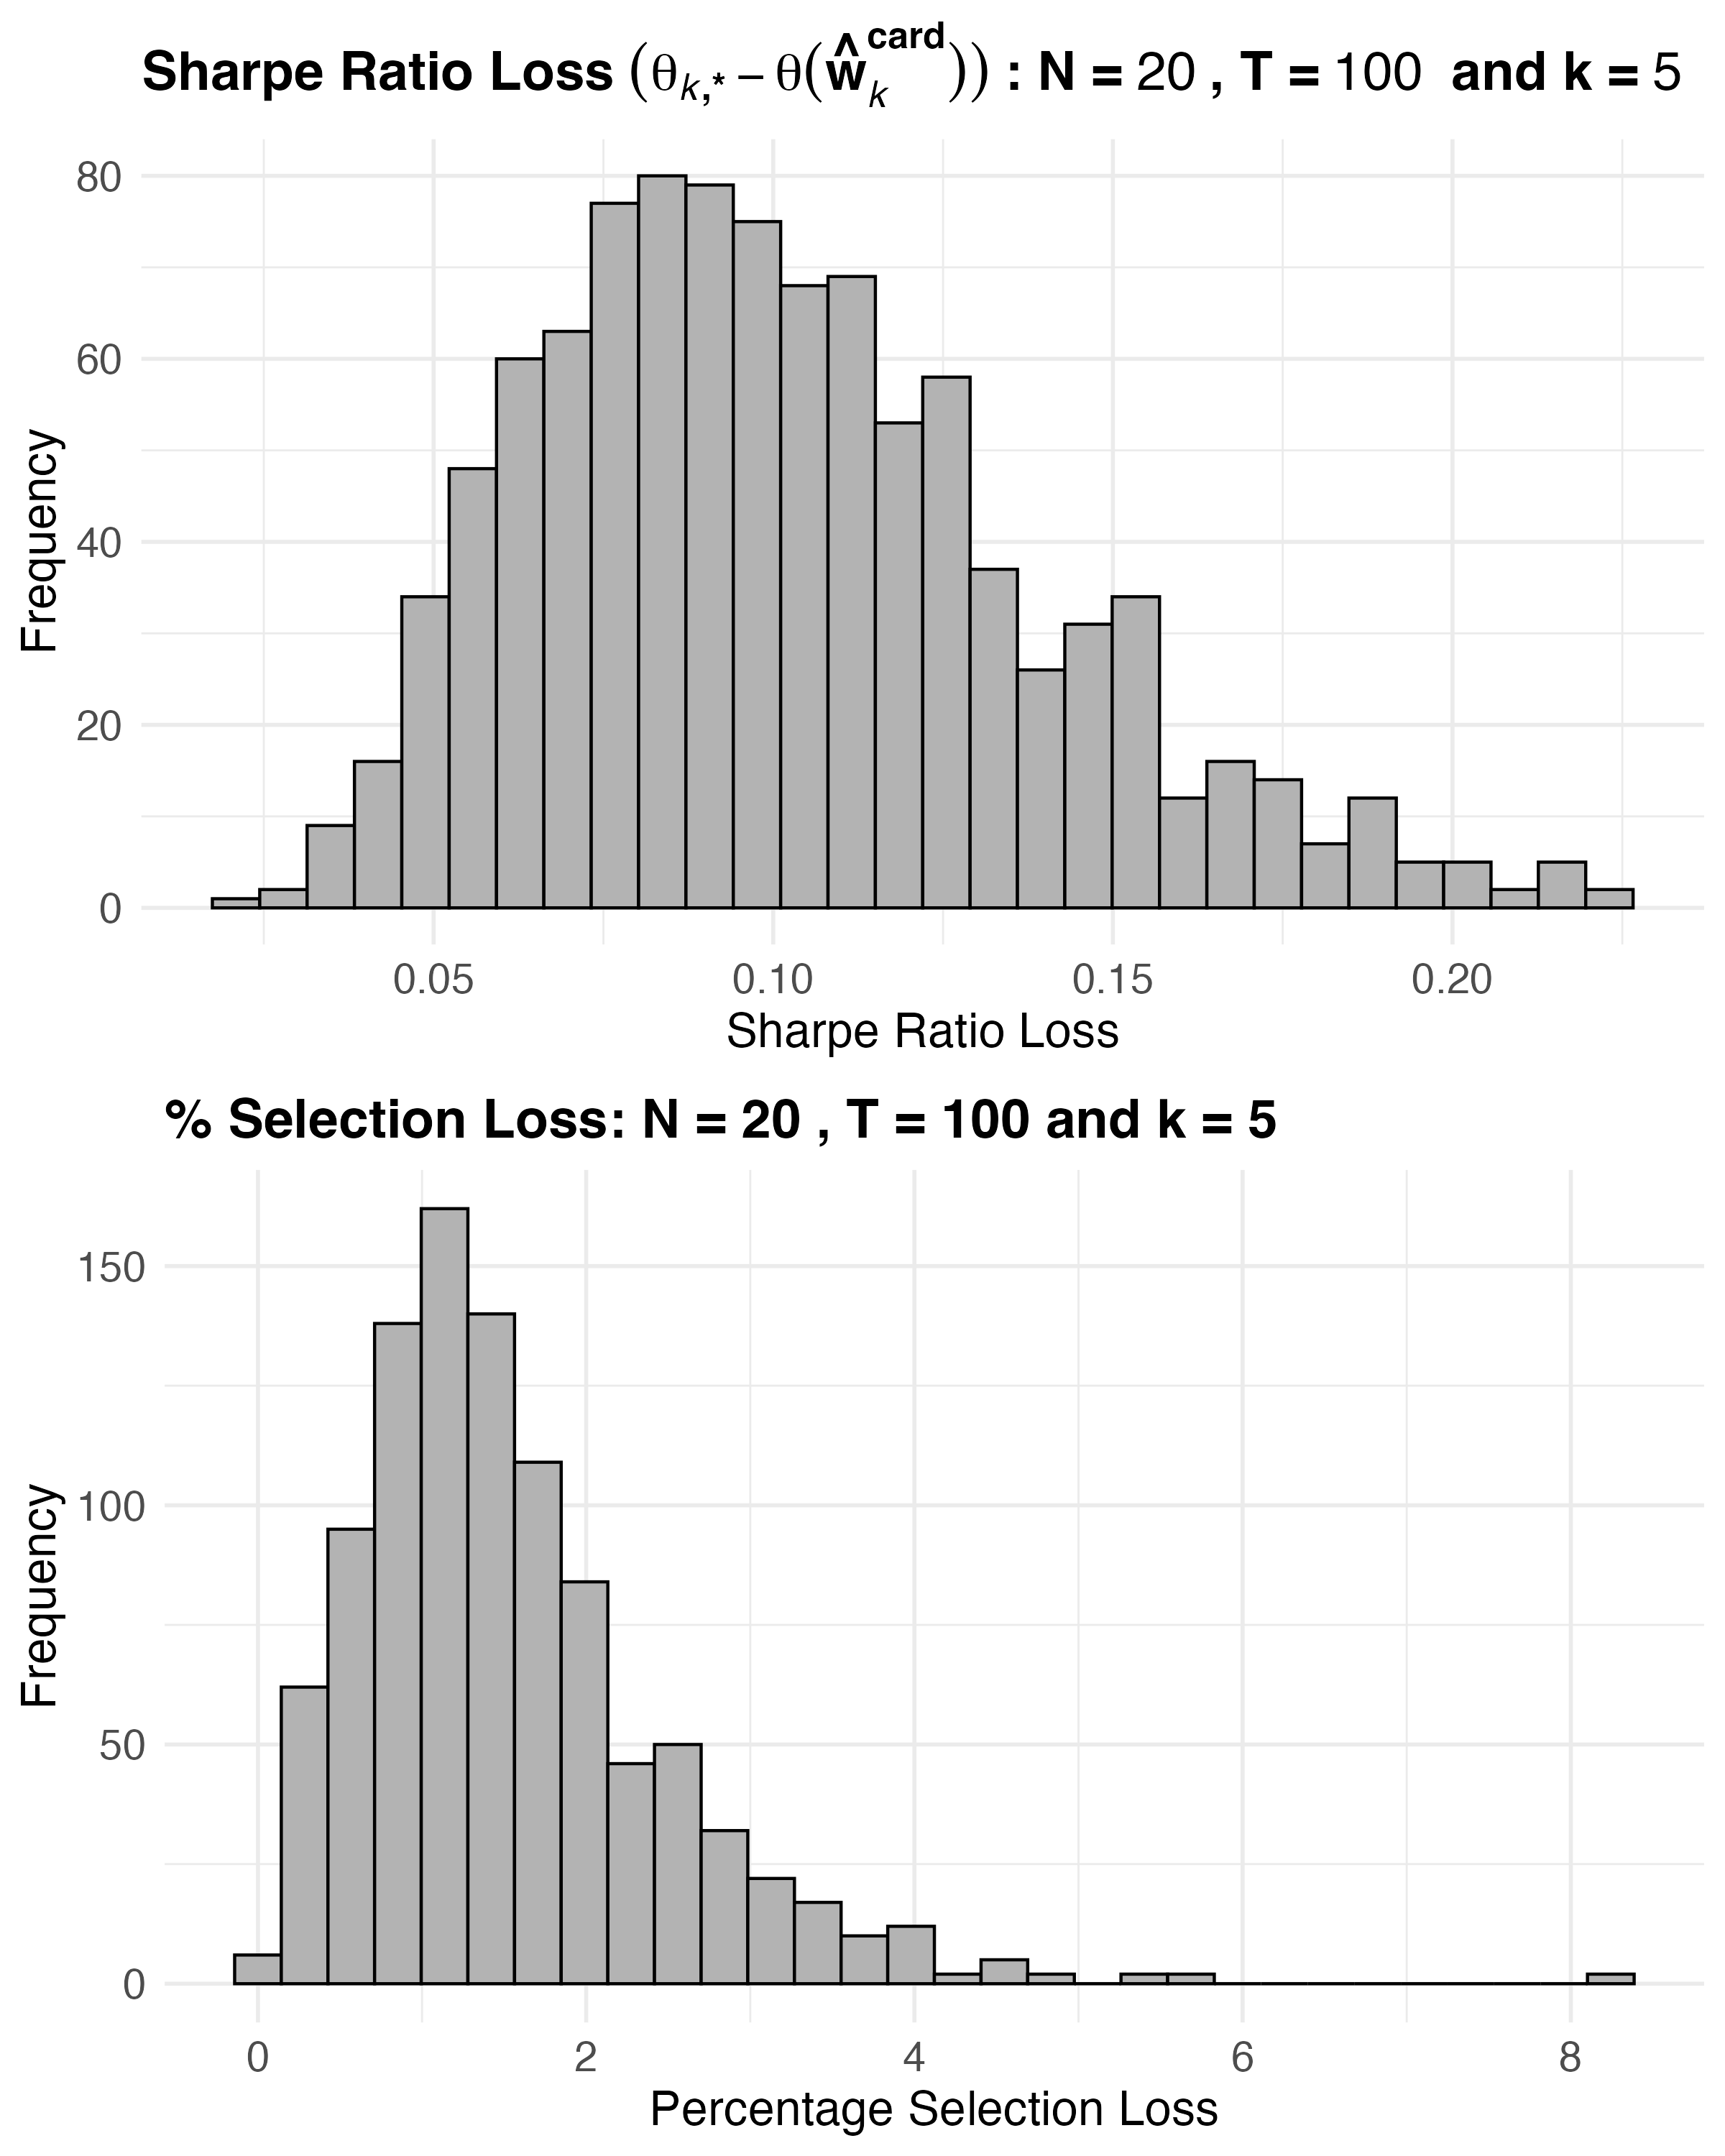 Sharpe Ratio Loss (θk,* − θ(ŵk^card)) : N = 20 , T = 100 and k = 5
80
60
40
20
0
Frequency
0.05 0.10 0.15 0.20
Sharpe Ratio Loss
% Selection Loss: N = 20 , T = 100 and k = 5
150
100
50
0
Frequency
0 2 4 6 8
Percentage Selection Loss